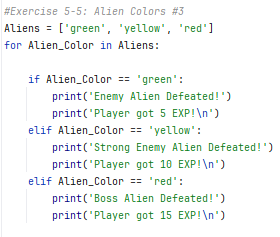 #Exercise 5-5: Alien Colors #3
Aliens = ['green', 'yellow', 'red']
for Alien_Color in Aliens:
    if Alien_Color == 'green':
        print('Enemy Alien Defeated!')
        print('Player got 5 EXP!\n')
    elif Alien_Color == 'yellow':
        print('Strong Enemy Alien Defeated!')
        print('Player got 10 EXP!\n')
    elif Alien_Color == 'red':
        print('Boss Alien Defeated!')
        print('Player got 15 EXP!\n')